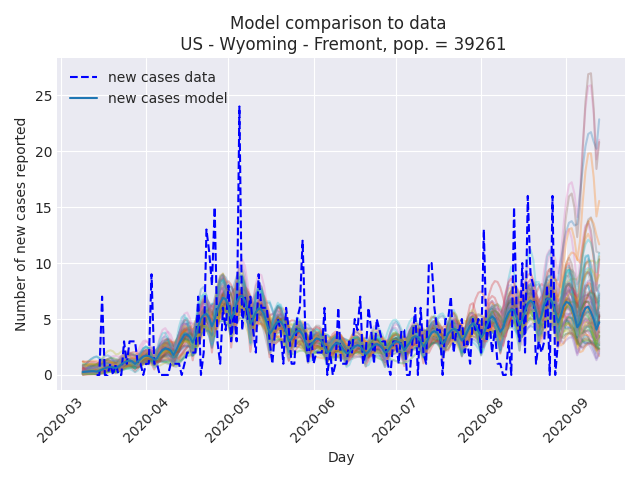 Model comparison to data
US - Wyoming - Fremont, pop. = 39261
new cases data
new cases model
Number of new cases reported
25
20
15
10
5
0
2020-03
2020-04
2020-05
2020-06
2020-07
2020-08
2020-09
Day